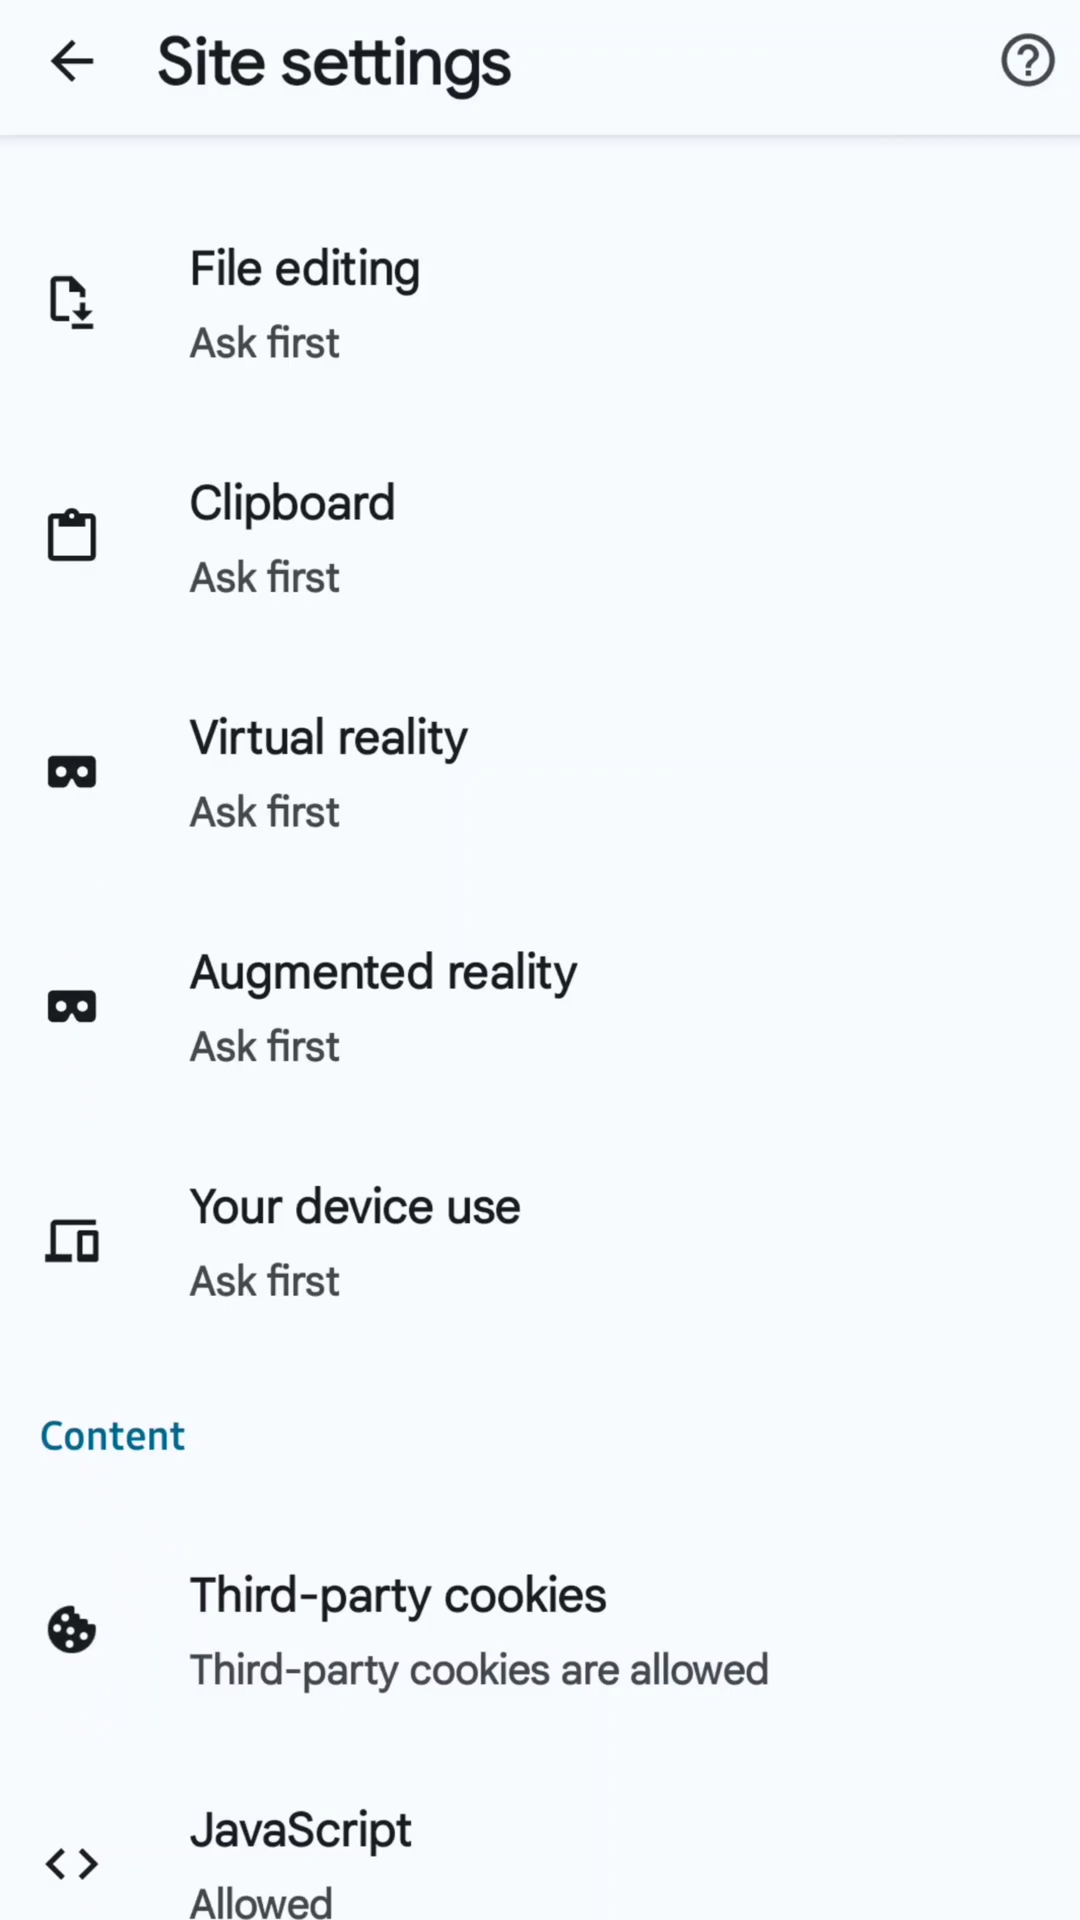 Site settings
File editing
Ask first
Clipboard
Ask first
Virtual reality
Ask first
Augmented reality
Ask first
Your device use
Ask first
Content
Third-party cookies
Third-party cookies are allowed
JavaScript
Allowed